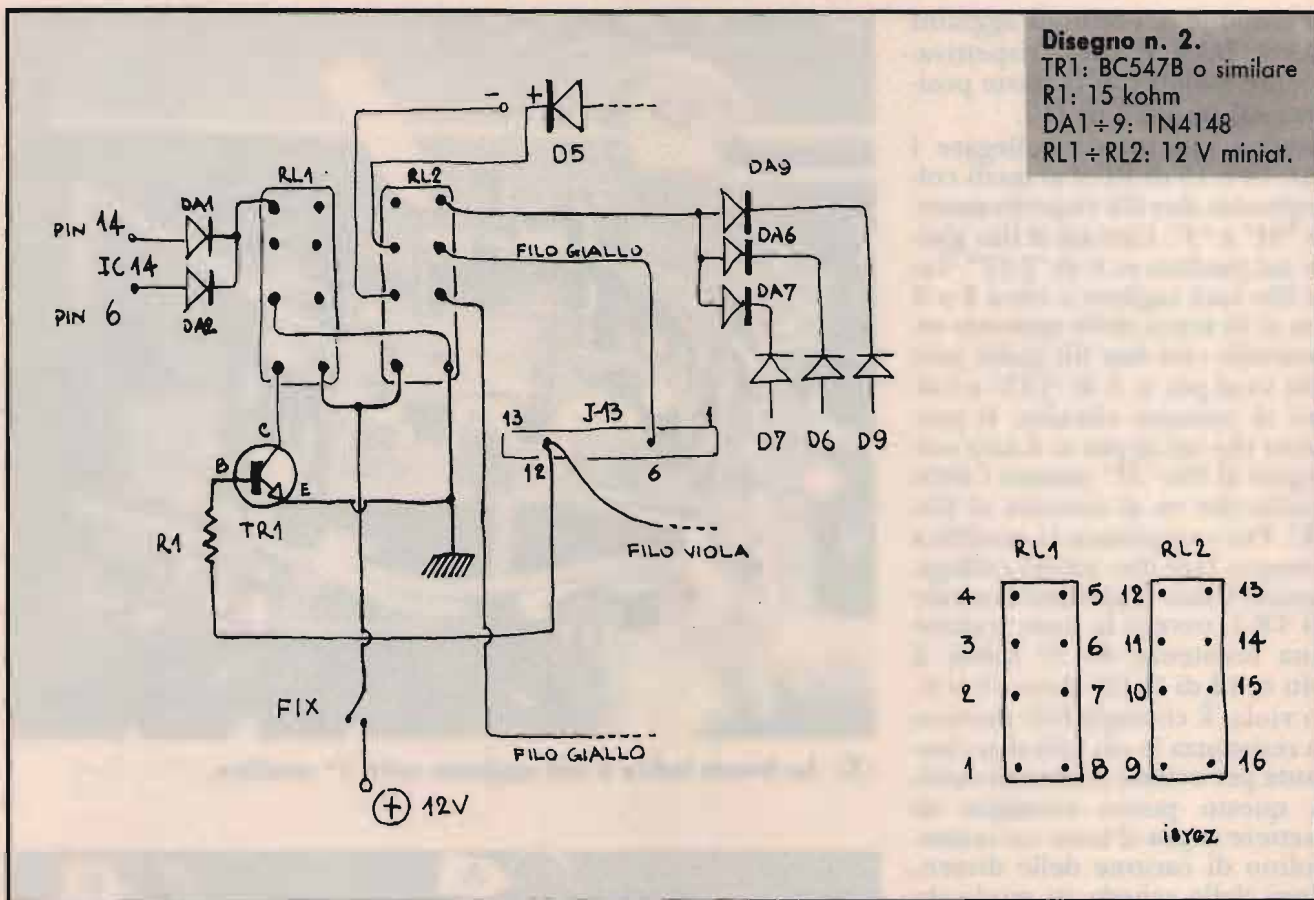 Disegno n. 2.
TR1: BC547B o similare
R1: 15 kohm
DA1÷9: 1N4148
RL1÷RL2: 12 V miniat.
- + 
D5
RL1
RL2
DA9
DA6
DA7
PIN 14
DA1
IC 14
PIN 6
DA2
FILO GIALLO
D7 D6 D9
13 J-13 1
12 6
C
B
E
TR1
R1
FILO VIOLA
FIX
FILO GIALLO
+ 12V
RL1 RL2
4 5 12 13
3 6 11 14
2 7 10 15
1 8 9 16